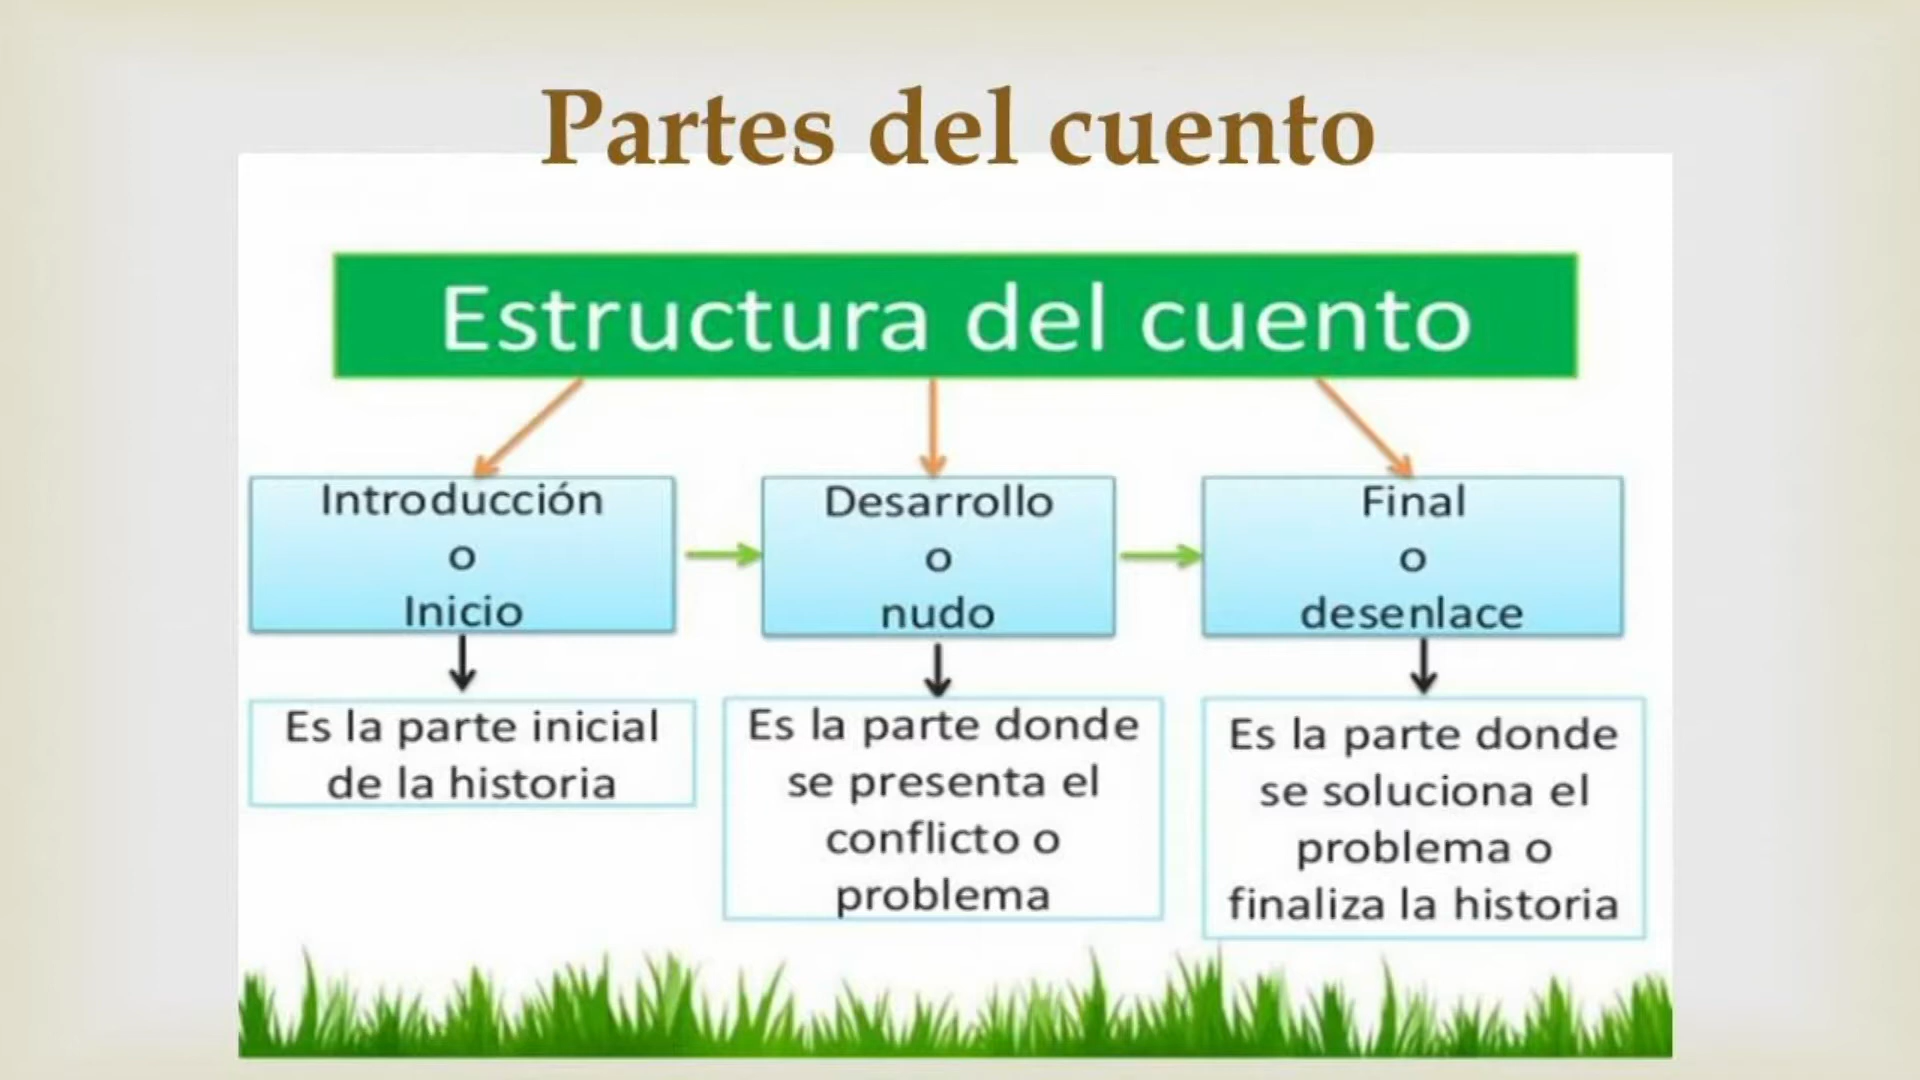 Partes del cuento
Estructura del cuento
Introducción
o
Inicio
Desarrollo
o
nudo
Final
o
desenlace
Es la parte inicial
de la historia
Es la parte donde
se presenta el
conflicto o
problema
Es la parte donde
se soluciona el
problema o
finaliza la historia